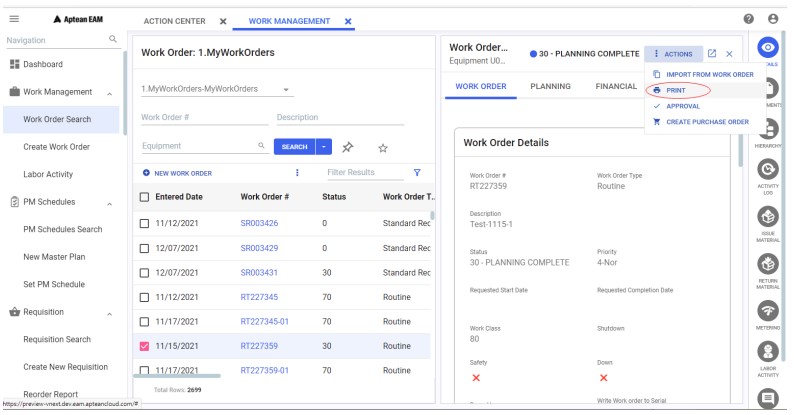 Aptean EAM
ACTION CENTER
WORK MANAGEMENT
Navigation
Dashboard
Work Management
Work Order Search
Create Work Order
Labor Activity
PM Schedules
PM Schedules Search
New Master Plan
Set PM Schedule
Requisition
Requisition Search
Create New Requisition
Reorder Report
https://preview-vnext.dev.eam.apteancloud.com/#
Work Order: 1.MyWorkOrders
1.MyWorkOrders-MyWorkOrders
Work Order # Description
Equipment SEARCH
NEW WORK ORDER Filter Results
Entered Date Work Order # Status Work Order T..
11/12/2021 SR003426 0 Standard Rec
12/07/2021 SR003429 0 Standard Rec
12/07/2021 SR003431 30 Standard Rec
11/12/2021 RT227345 70 Routine
11/17/2021 RT227345-01 70 Routine
11/15/2021 RT227359 30 Routine
11/17/2021 RT227359-01 70 Routine
Total Rows: 2699
Work Order...
Equipment U0...
30 - PLANNING COMPLETE
ACTIONS
IMPORT FROM WORK ORDER
PRINT
APPROVAL
CREATE PURCHASE ORDER
WORK ORDER PLANNING FINANCIAL
Work Order Details
Work Order # Work Order Type
RT227359 Routine
Description
Test-1115-1
Status Priority
30 - PLANNING COMPLETE 4-Nor
Requested Start Date Requested Completion Date
Work Class Shutdown
80
Safety Down
Write Work order to Serial
HIERARCHY
ACTIVITY
LOG
ISSUE
MATERIAL
RETURN
MATERIAL
METERING
LABOR
ACTIVITY